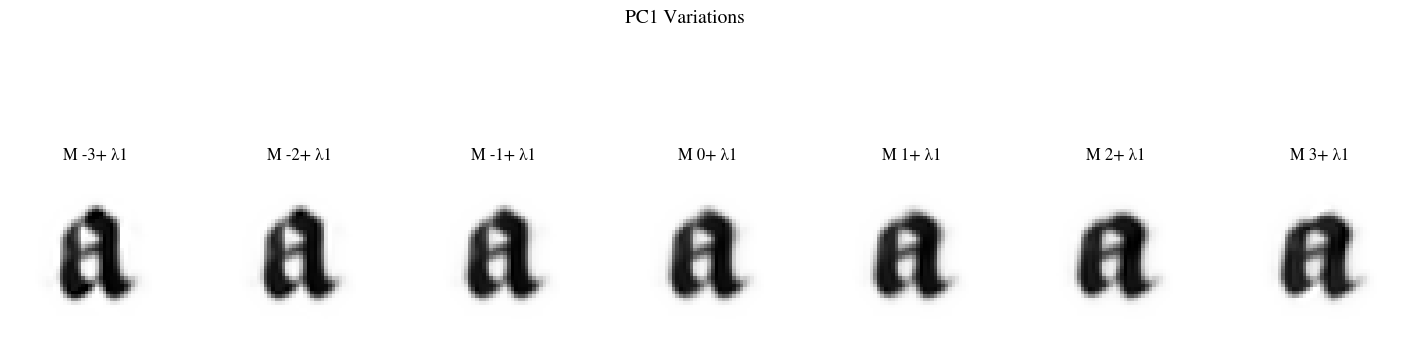 PC1 Variations
M -3+ λ1 M -2+ λ1 M -1+ λ1 M 0+ λ1 M 1+ λ1 M 2+ λ1 M 3+ λ1
a a a a a a a